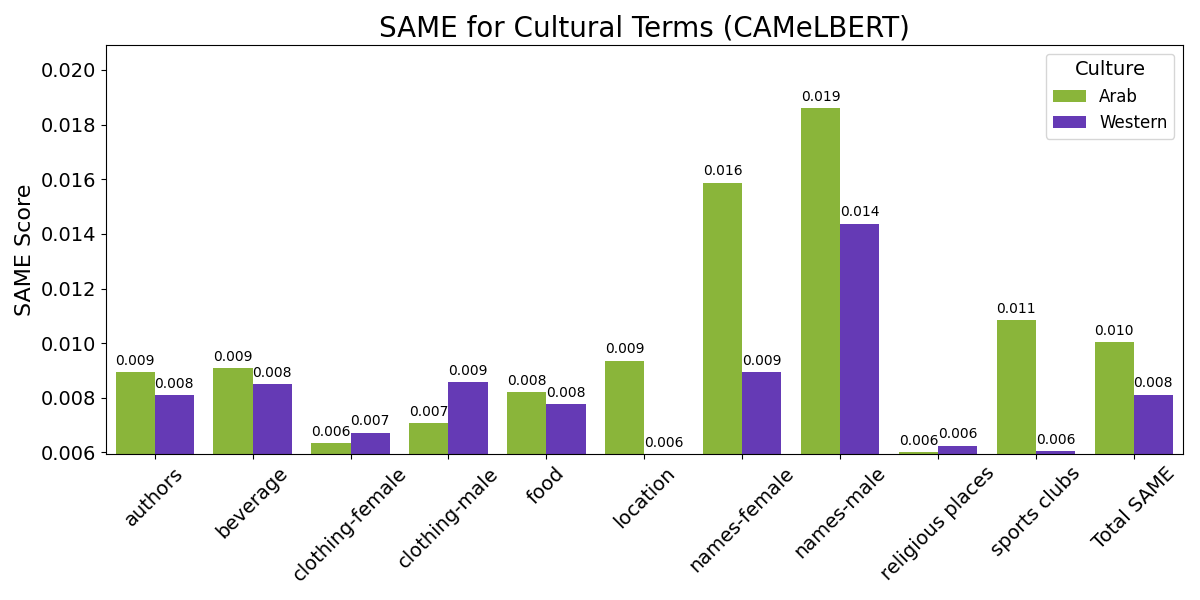 SAME for Cultural Terms (CAMeLBERT)
SAME Score
0.020
0.018
0.016
0.014
0.012
0.010
0.008
0.006
Culture
Arab
Western
0.009
0.008
0.009
0.008
0.006
0.007
0.007
0.009
0.008
0.008
0.009
0.006
0.016
0.009
0.019
0.014
0.006
0.006
0.011
0.006
0.010
0.008
authors
beverage
clothing-female
clothing-male
food
location
names-female
names-male
religious places
sports clubs
Total SAME